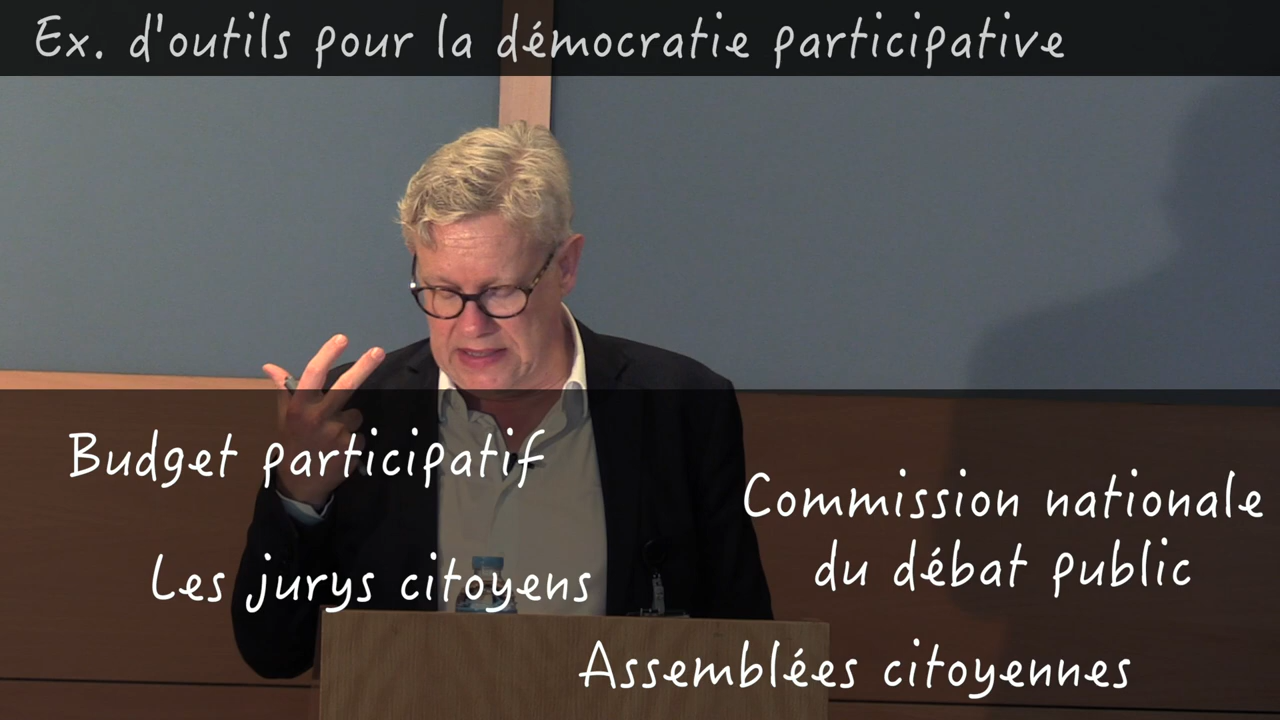 Ex. d'outils pour la démocratie participative
Budget participatif
Commission nationale
du débat public
Les jurys citoyens
Assemblées citoyennes